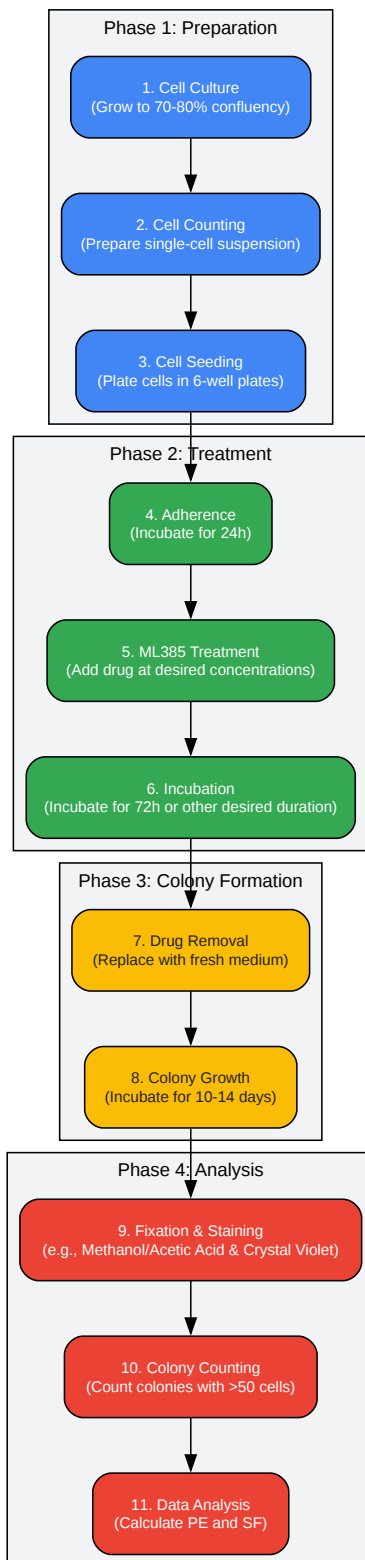 Phase 1: Preparation
1. Cell Culture
(Grow to 70-80% confluency)
2. Cell Counting
(Prepare single-cell suspension)
3. Cell Seeding
(Plate cells in 6-well plates)
Phase 2: Treatment
4. Adherence
(Incubate for 24h)
5. ML385 Treatment
(Add drug at desired concentrations)
6. Incubation
(Incubate for 72h or other desired duration)
Phase 3: Colony Formation
7. Drug Removal
(Replace with fresh medium)
8. Colony Growth
(Incubate for 10-14 days)
Phase 4: Analysis
9. Fixation & Staining
(e.g., Methanol/Acetic Acid & Crystal Violet)
10. Colony Counting
(Count colonies with >50 cells)
11. Data Analysis
(Calculate PE and SF)